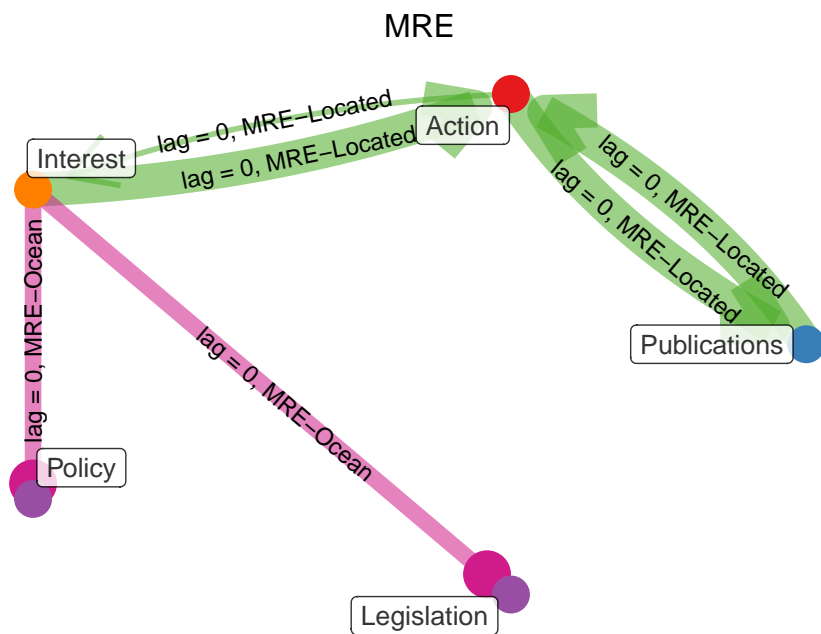 MRE
lag = 0, MRE−Located
Action
lag = 0, MRE−Located
Interest
lag = 0, MRE−Located
lag = 0, MRE−Located
lag = 0, MRE−Ocean
Publications
lag = 0, MRE−Ocean
Policy
Legislation